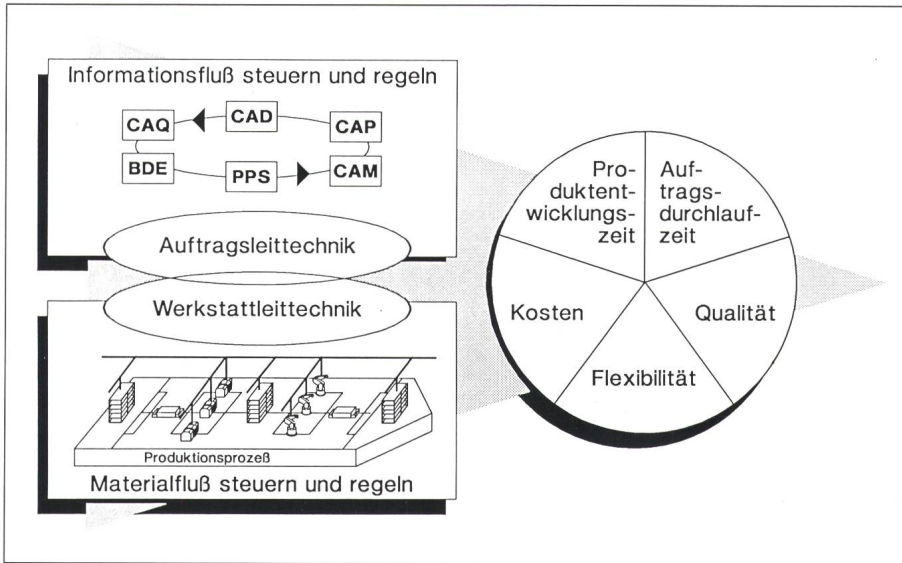 Informationsfluß steuern und regeln
CAQ
CAD
CAP
BDE
PPS
CAM
Auftragsleittechnik
Werkstattleittechnik
Produktionsprozeß
Materialfluß steuern und regeln
Pro-
duktent-
wicklungs-
zeit
Auf-
trags-
durchlauf-
zeit
Kosten
Qualität
Flexibilität